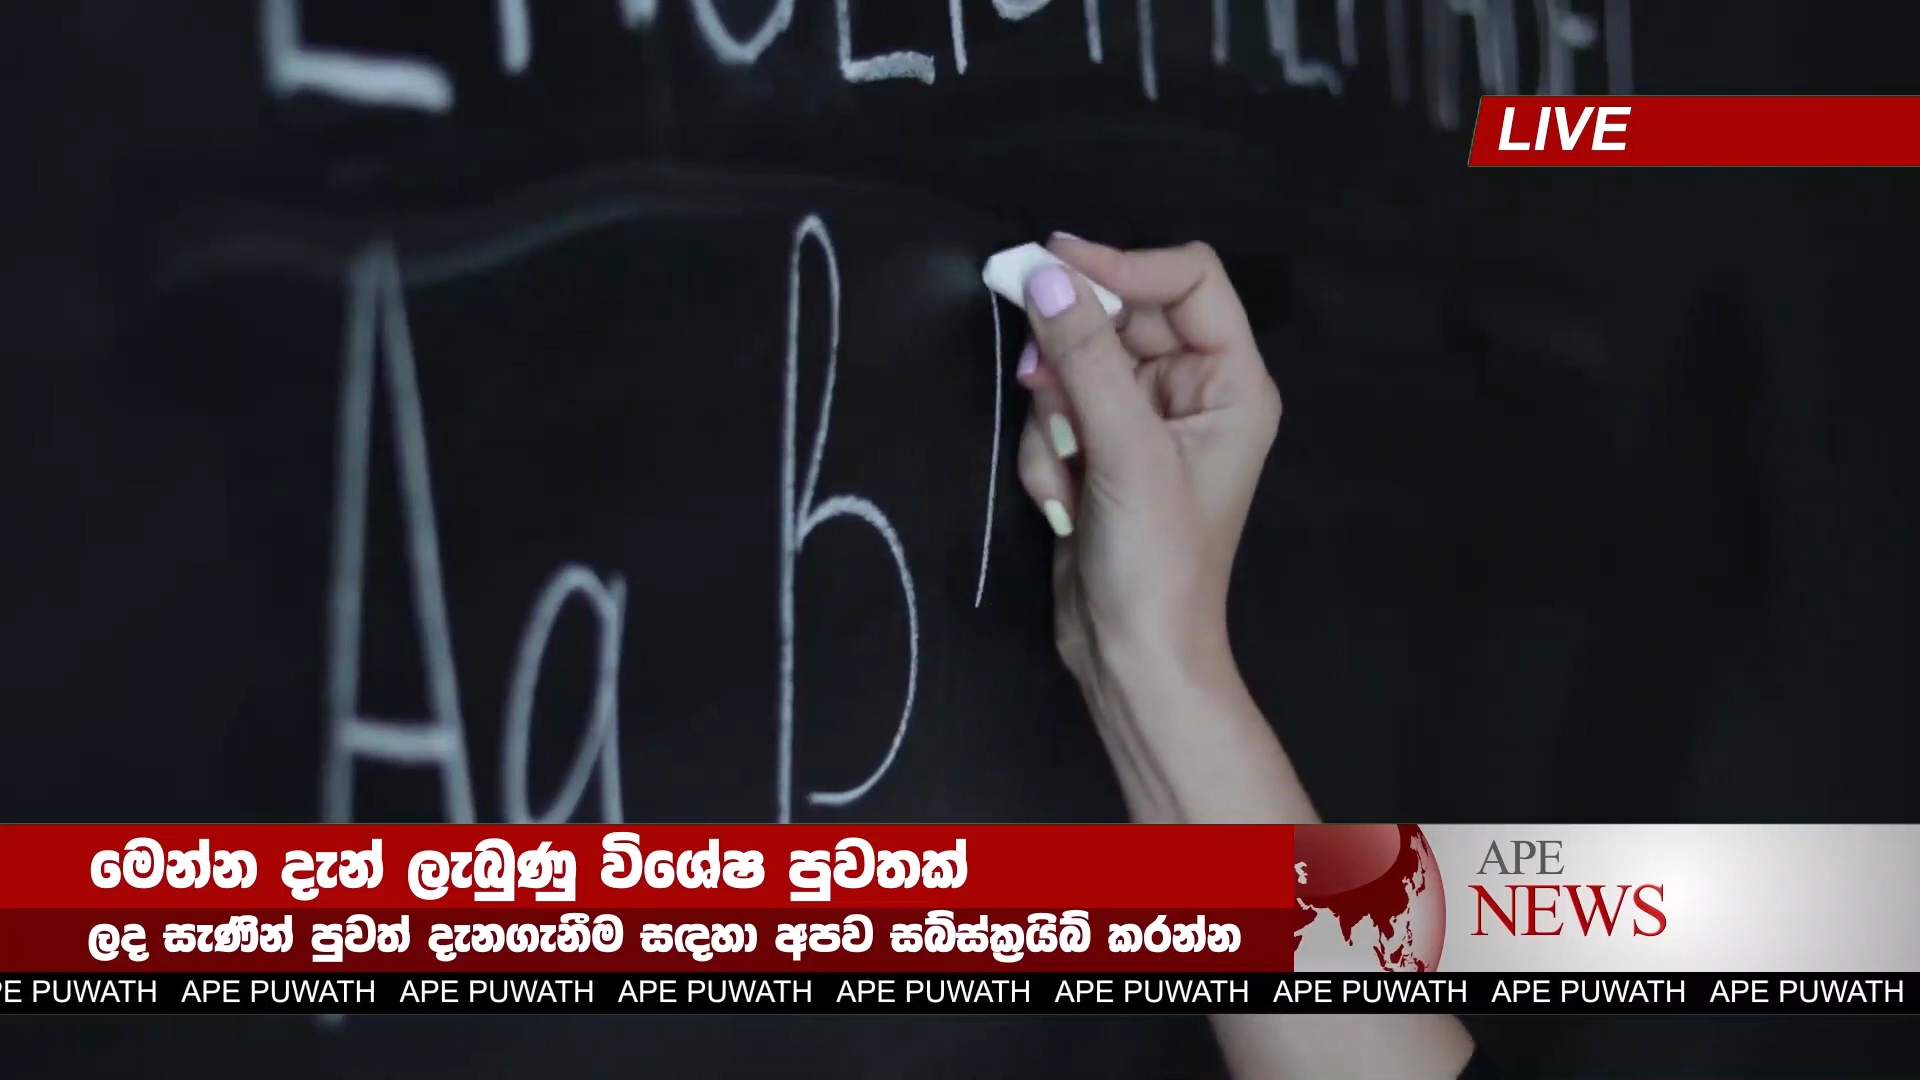 LIVE
Aa B
මෙන්න දැන් ලැබුණු විශේෂ පුවතක්
ලද සැණින් පුවත් දැනගැනීම සඳහා අපව සබ්ස්ක්‍රයිබ් කරන්න
APE
NEWS
PE PUWATH APE PUWATH APE PUWATH APE PUWATH APE PUWATH APE PUWATH APE PUWATH APE PUWATH APE PUWATH